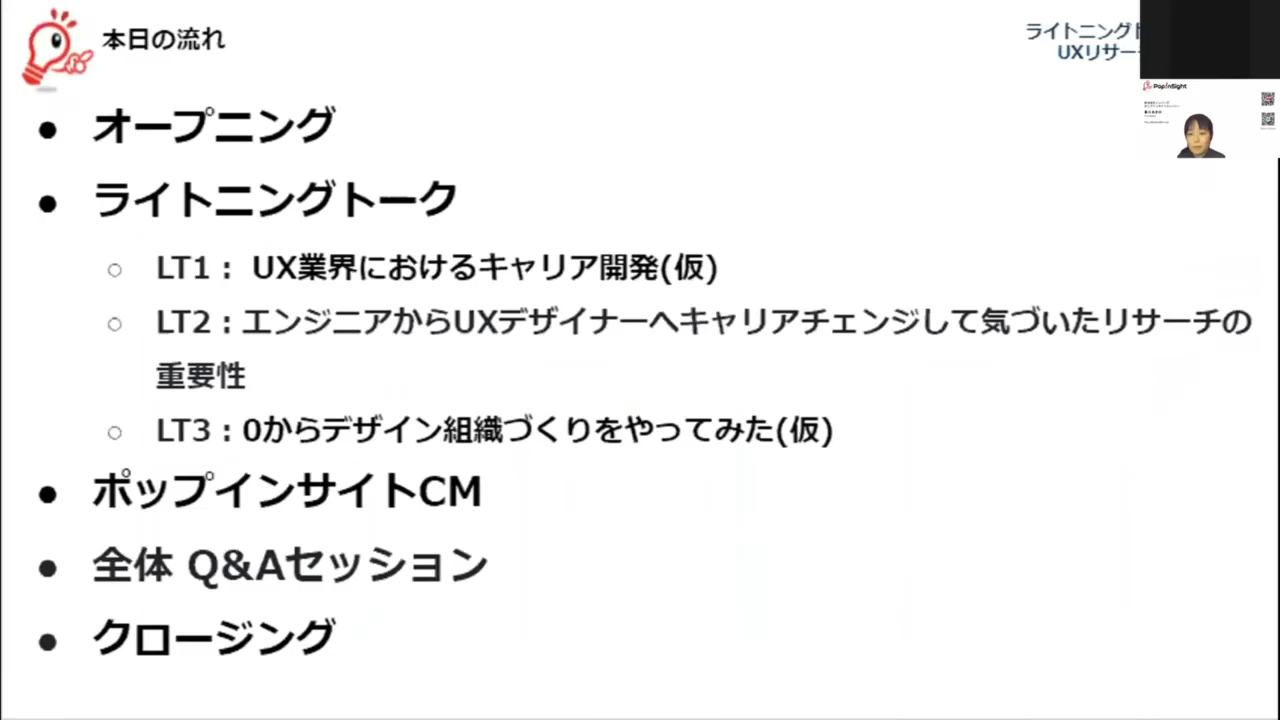 本日の流れ
ライトニング
UXリサー
PopInSight
● オープニング
● ライトニングトーク
○ LT1： UX業界におけるキャリア開発(仮)
○ LT2：エンジニアからUXデザイナーへキャリアチェンジして気づいたリサーチの
重要性
○ LT3：0からデザイン組織づくりをやってみた(仮)
● ポップインサイトCM
● 全体 Q&Aセッション
● クロージング